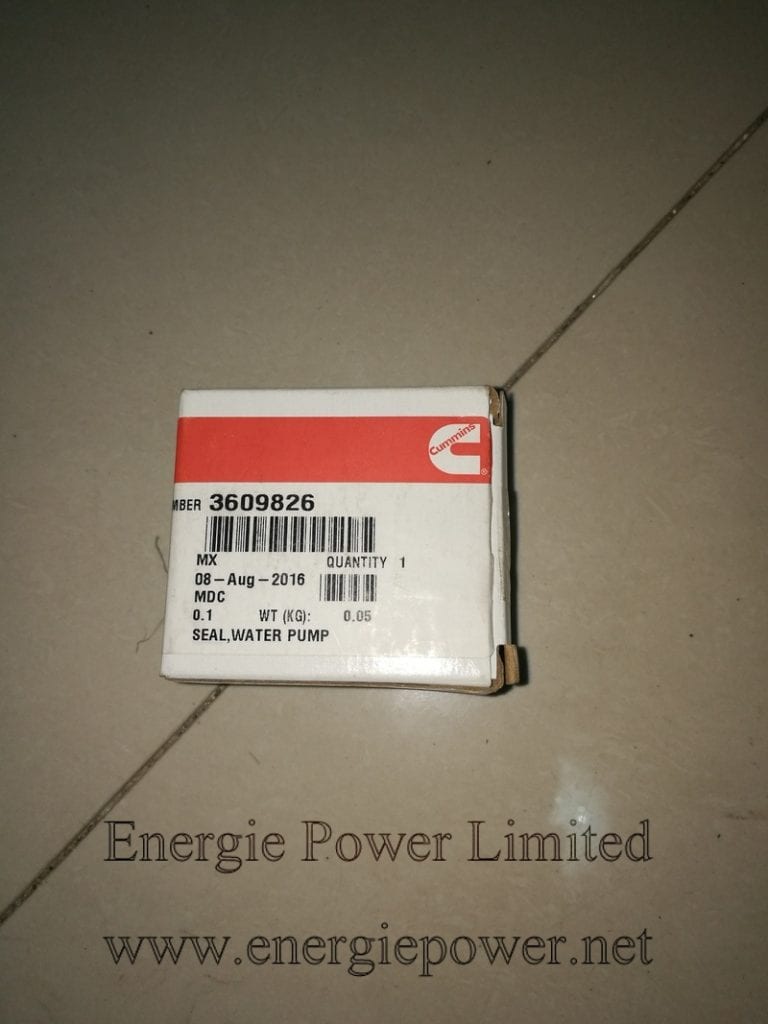 Cummins
®
MBER 3609826
MX QUANTITY 1
08-Aug-2016
MDC
0.1 WT (KG): 0.05
SEAL,WATER PUMP
Energie Power Limited
www.energiepower.net